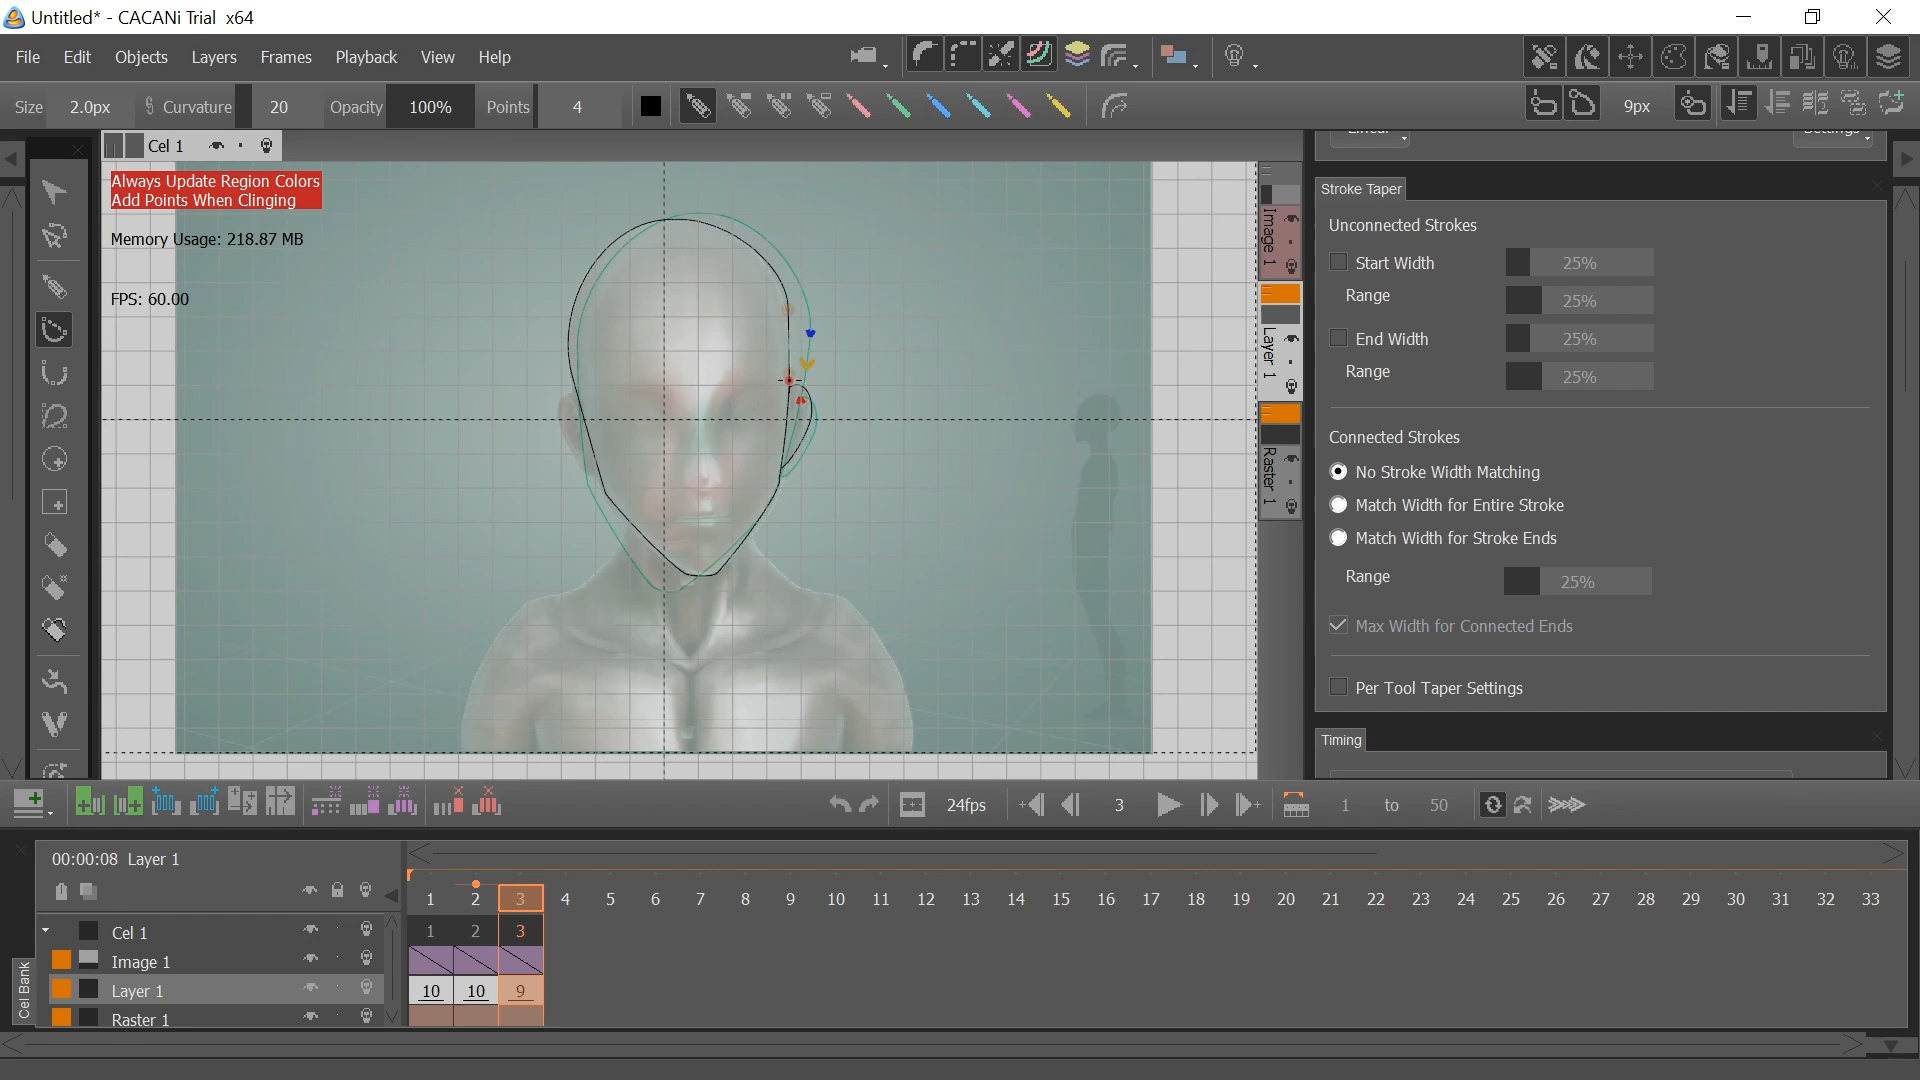 Untitled* - CACANi Trial x64
File Edit Objects Layers Frames Playback View Help
Size 2.0px Curvature 20 Opacity 100% Points 4 9px
Cel 1
Always Update Region Colors
Add Points When Clinging
Memory Usage: 218.87 MB
FPS: 60.00
Image 1
Layer 1
Raster 1
Stroke Taper
Unconnected Strokes
Start Width 25%
Range 25%
End Width 25%
Range 25%
Connected Strokes
No Stroke Width Matching
Match Width for Entire Stroke
Match Width for Stroke Ends
Range 25%
Max Width for Connected Ends
Per Tool Taper Settings
Timing
24fps 3 1 to 50
00:00:08 Layer 1
1 2 3 4 5 6 7 8 9 10 11 12 13 14 15 16 17 18 19 20 21 22 23 24 25 26 27 28 29 30 31 32 33
Cel 1 1 2 3
Image 1
Layer 1 10 10 9
Raster 1
Cel Bank